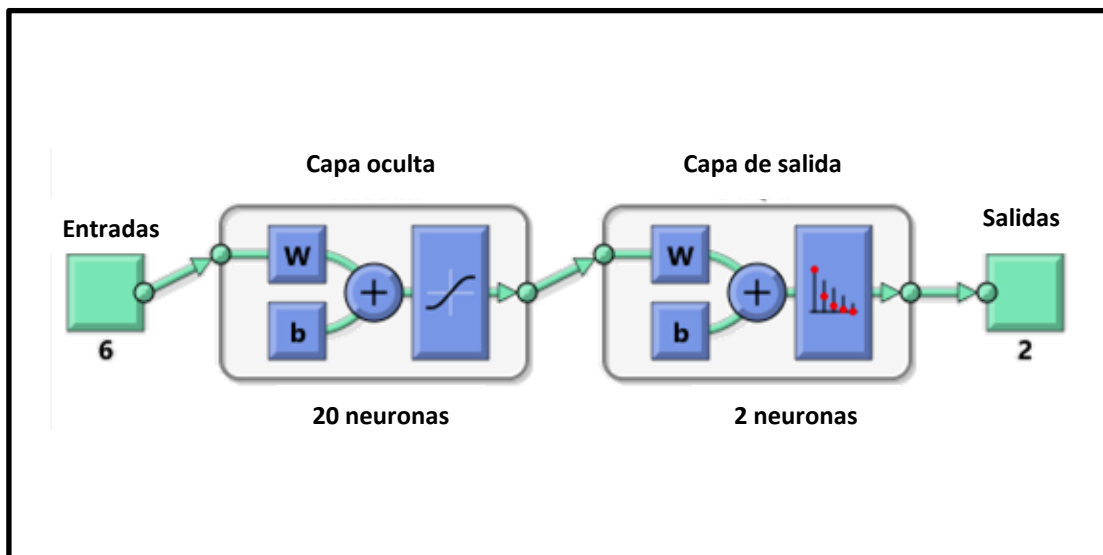 Capa oculta
Capa de salida
Entradas
Salidas
W
b
+
W
b
+
6
2
20 neuronas
2 neuronas